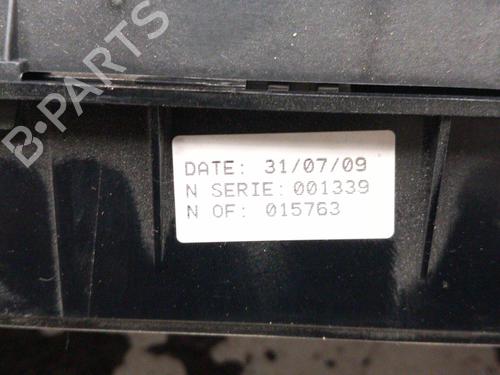 B-PARTS
DATE: 31/07/09
N SERIE: 001339
N OF: 015763